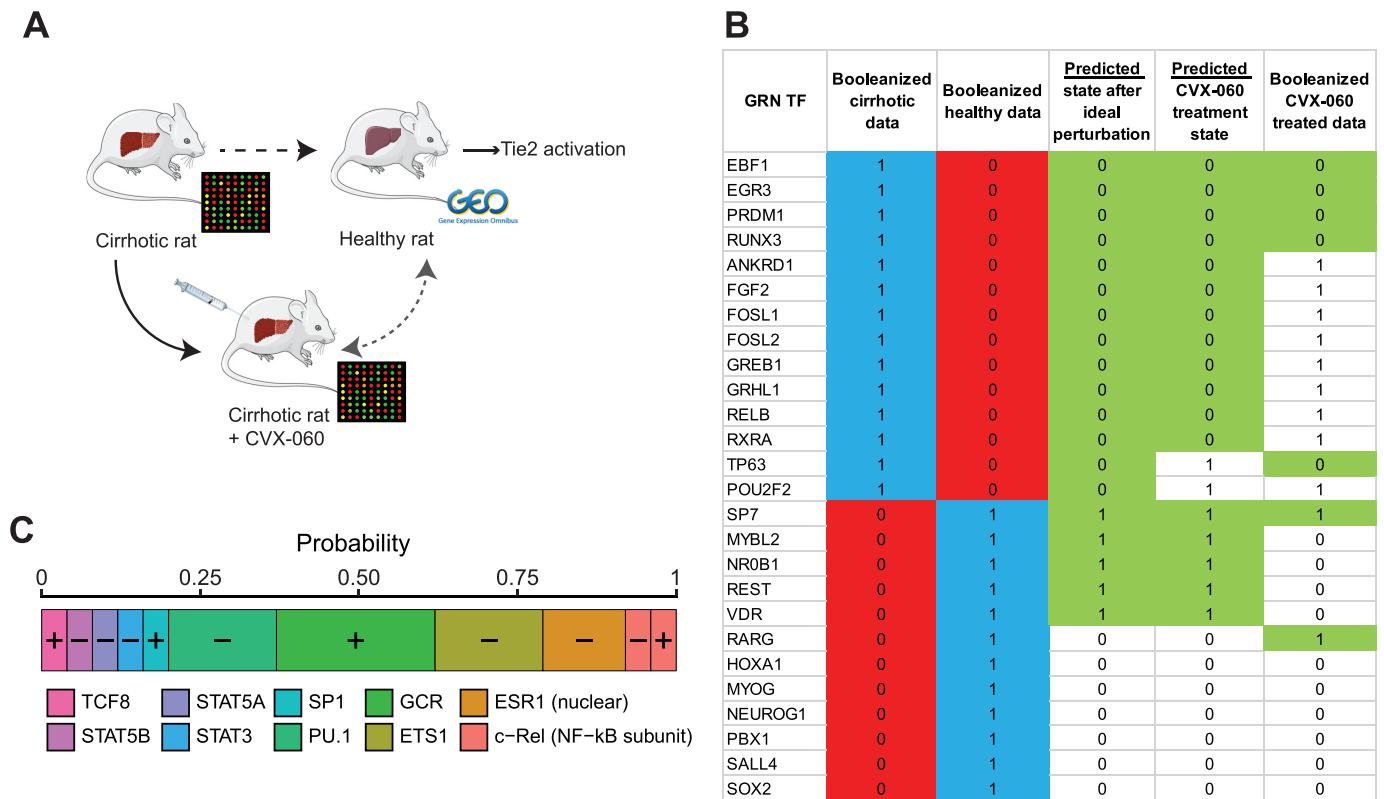 A
Tie2 activation
GEO
Gene Expression Omnibus
Cirrhotic rat
Healthy rat
Cirrhotic rat
+ CVX-060
B
GRN TF
Booleanized
cirrhotic
data
Booleanized
healthy data
Predicted
state after
ideal
perturbation
Predicted
CVX-060
treatment
state
Booleanized
CVX-060
treated data
EBF1 1 0 0 0 0
EGR3 1 0 0 0 0
PRDM1 1 0 0 0 0
RUNX3 1 0 0 0 0
ANKRD1 1 0 0 0 1
FGF2 1 0 0 0 1
FOSL1 1 0 0 0 1
FOSL2 1 0 0 0 1
GREB1 1 0 0 0 1
GRHL1 1 0 0 0 1
RELB 1 0 0 0 1
RXRA 1 0 0 0 1
TP63 1 0 0 1 0
POU2F2 1 0 0 1 1
SP7 0 1 1 1 1
MYBL2 0 1 1 1 0
NR0B1 0 1 1 1 0
REST 0 1 1 1 0
VDR 0 1 1 1 0
RARG 0 1 0 0 1
HOXA1 0 1 0 0 0
MYOG 0 1 0 0 0
NEUROG1 0 1 0 0 0
PBX1 0 1 0 0 0
SALL4 0 1 0 0 0
SOX2 0 1 0 0 0
C
Probability
0 0.25 0.50 0.75 1
+ − − − + − + − − − +
TCF8 STAT5A SP1 GCR ESR1 (nuclear)
STAT5B STAT3 PU.1 ETS1 c−Rel (NF−kB subunit)